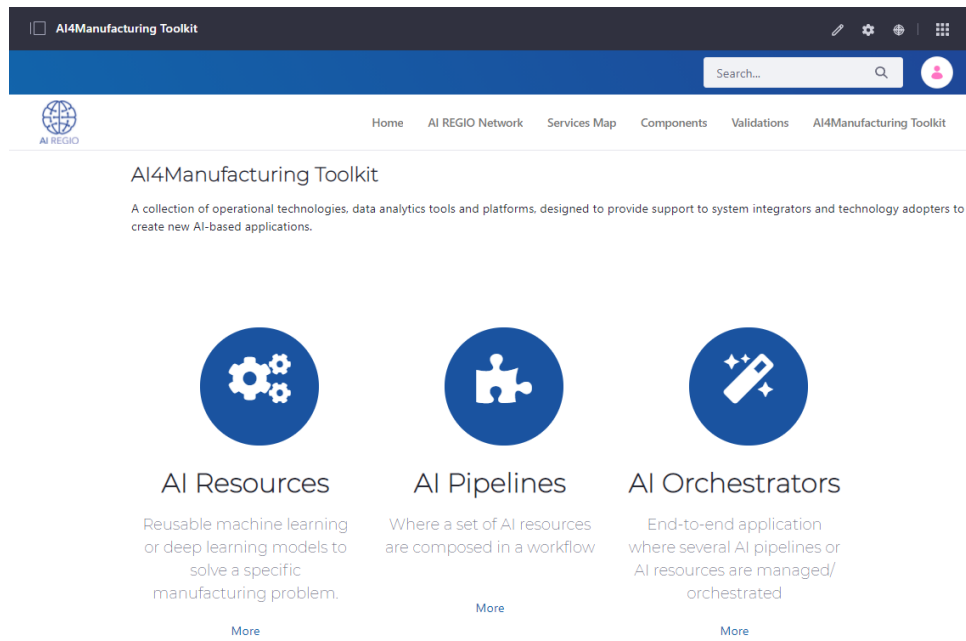 AI4Manufacturing Toolkit
Search...
AI REGIO
Home AI REGIO Network Services Map Components Validations AI4Manufacturing Toolkit
AI4Manufacturing Toolkit
A collection of operational technologies, data analytics tools and platforms, designed to provide support to system integrators and technology adopters to
create new AI-based applications.
AI Resources
Reusable machine learning
or deep learning models to
solve a specific
manufacturing problem.
More
AI Pipelines
Where a set of AI resources
are composed in a workflow
More
AI Orchestrators
End-to-end application
where several AI pipelines or
AI resources are managed/
orchestrated
More